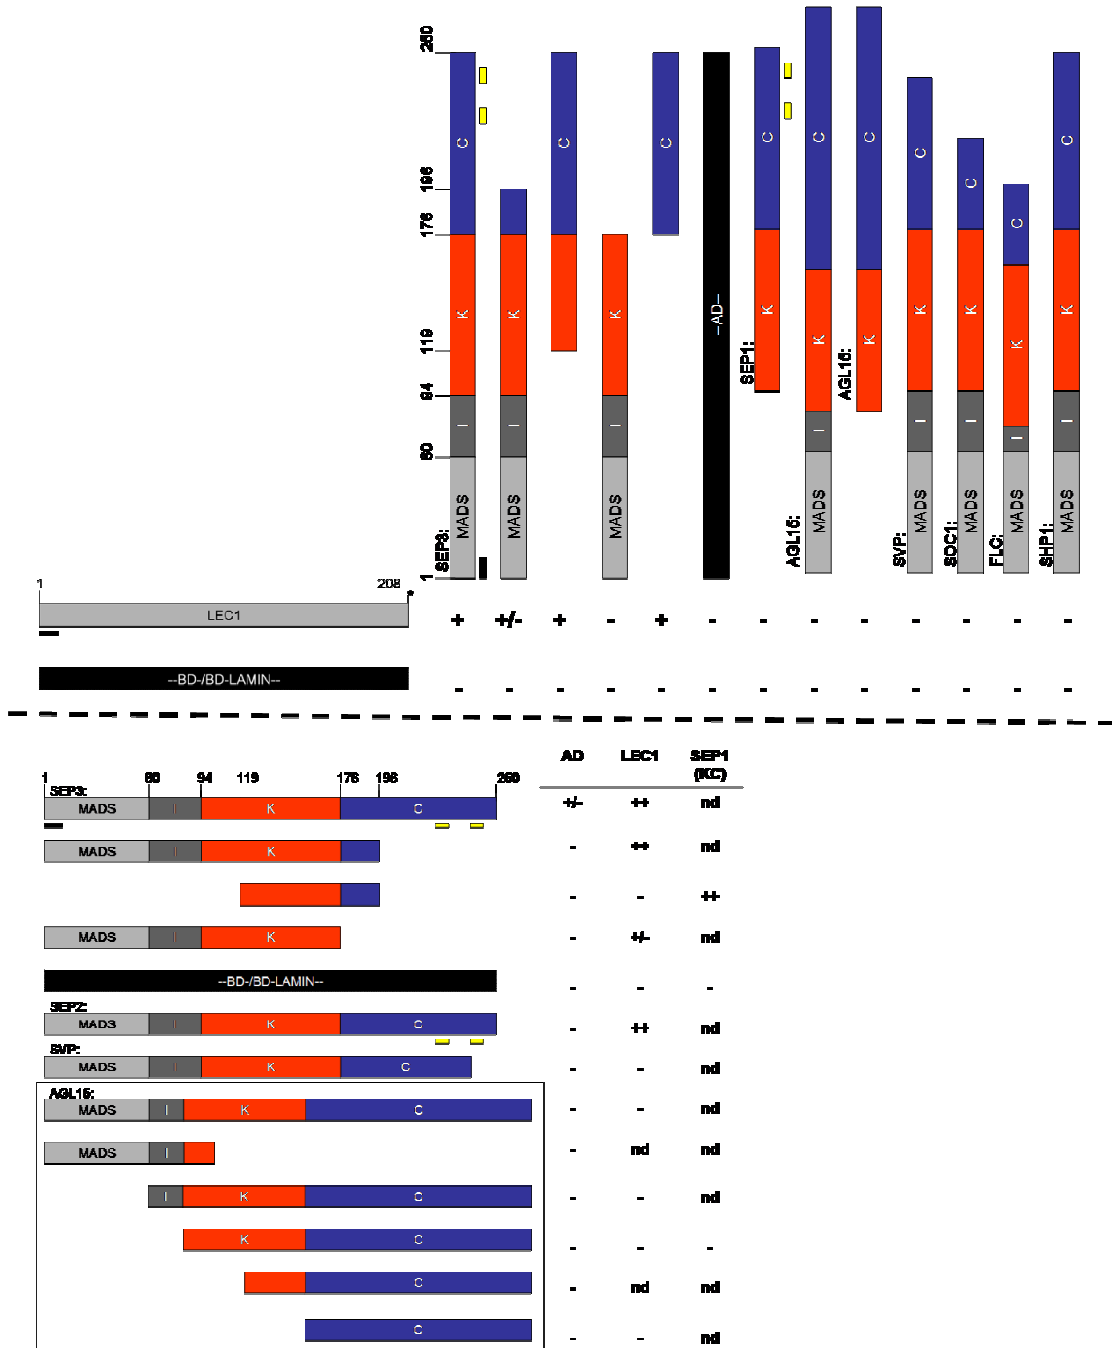 260
196
176
119
94
60
1
SEP3: MADS I K C
MADS I K
C
MADS I K
C
--AD--
SEP1: K C
AGL15: MADS I K C
AGL15: K C
SVP: MADS I K C
SOC1: MADS I K C
FLC: MADS I K C
SHP1: MADS I K C
1 208 *
LEC1 + +/- + - + - - - - - - - -
--BD-/BD-LAMIN-- - - - - - - - - - - - - -
AD LEC1 SEP1
(KC)
1 60 94 119 176 196 260
SEP3:
MADS I K C +/- ++ nd
MADS I K - ++ nd
- - ++
MADS I K - +/- nd
--BD-/BD-LAMIN-- - - -
SEP2:
MADS I K C - ++ nd
SVP:
MADS I K C - - nd
AGL15:
MADS I K C - - nd
MADS I - nd nd
I K C - - nd
K C - - -
C - nd nd
C - - nd